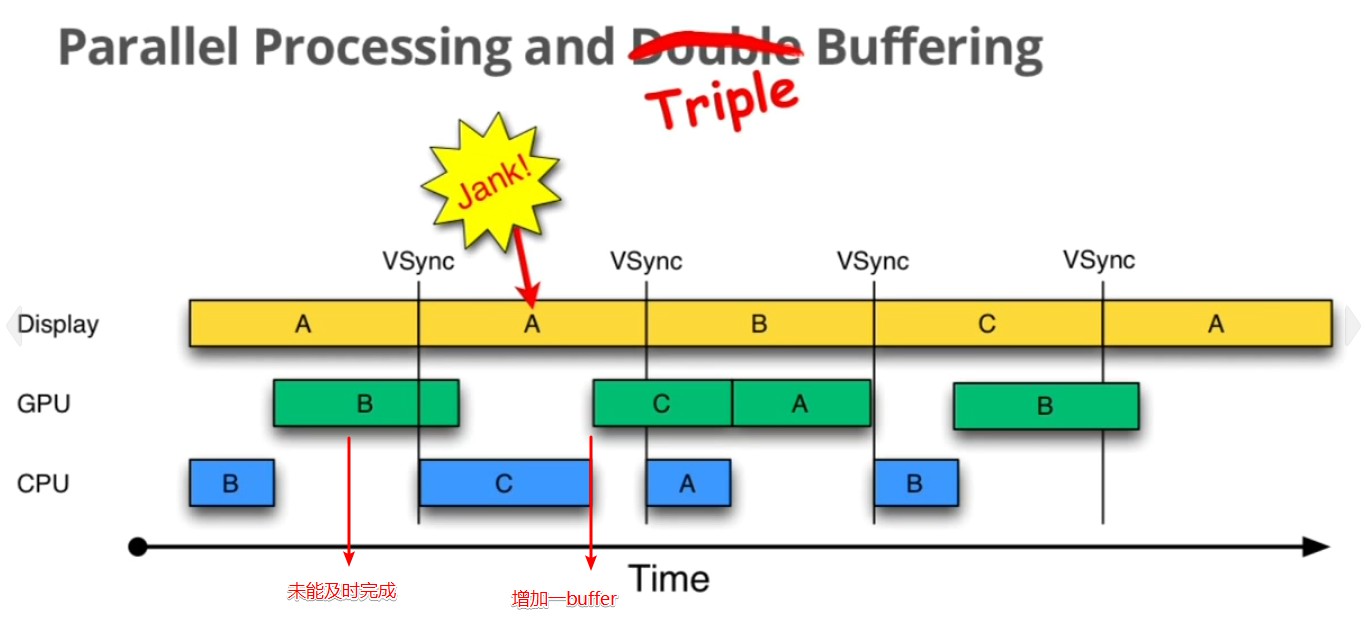 Parallel Processing and Double Buffering
Triple
Jank!
VSync VSync VSync VSync
Display A A B C A
GPU B C A B
CPU B C A B
Time
未能及时完成
增加一buffer